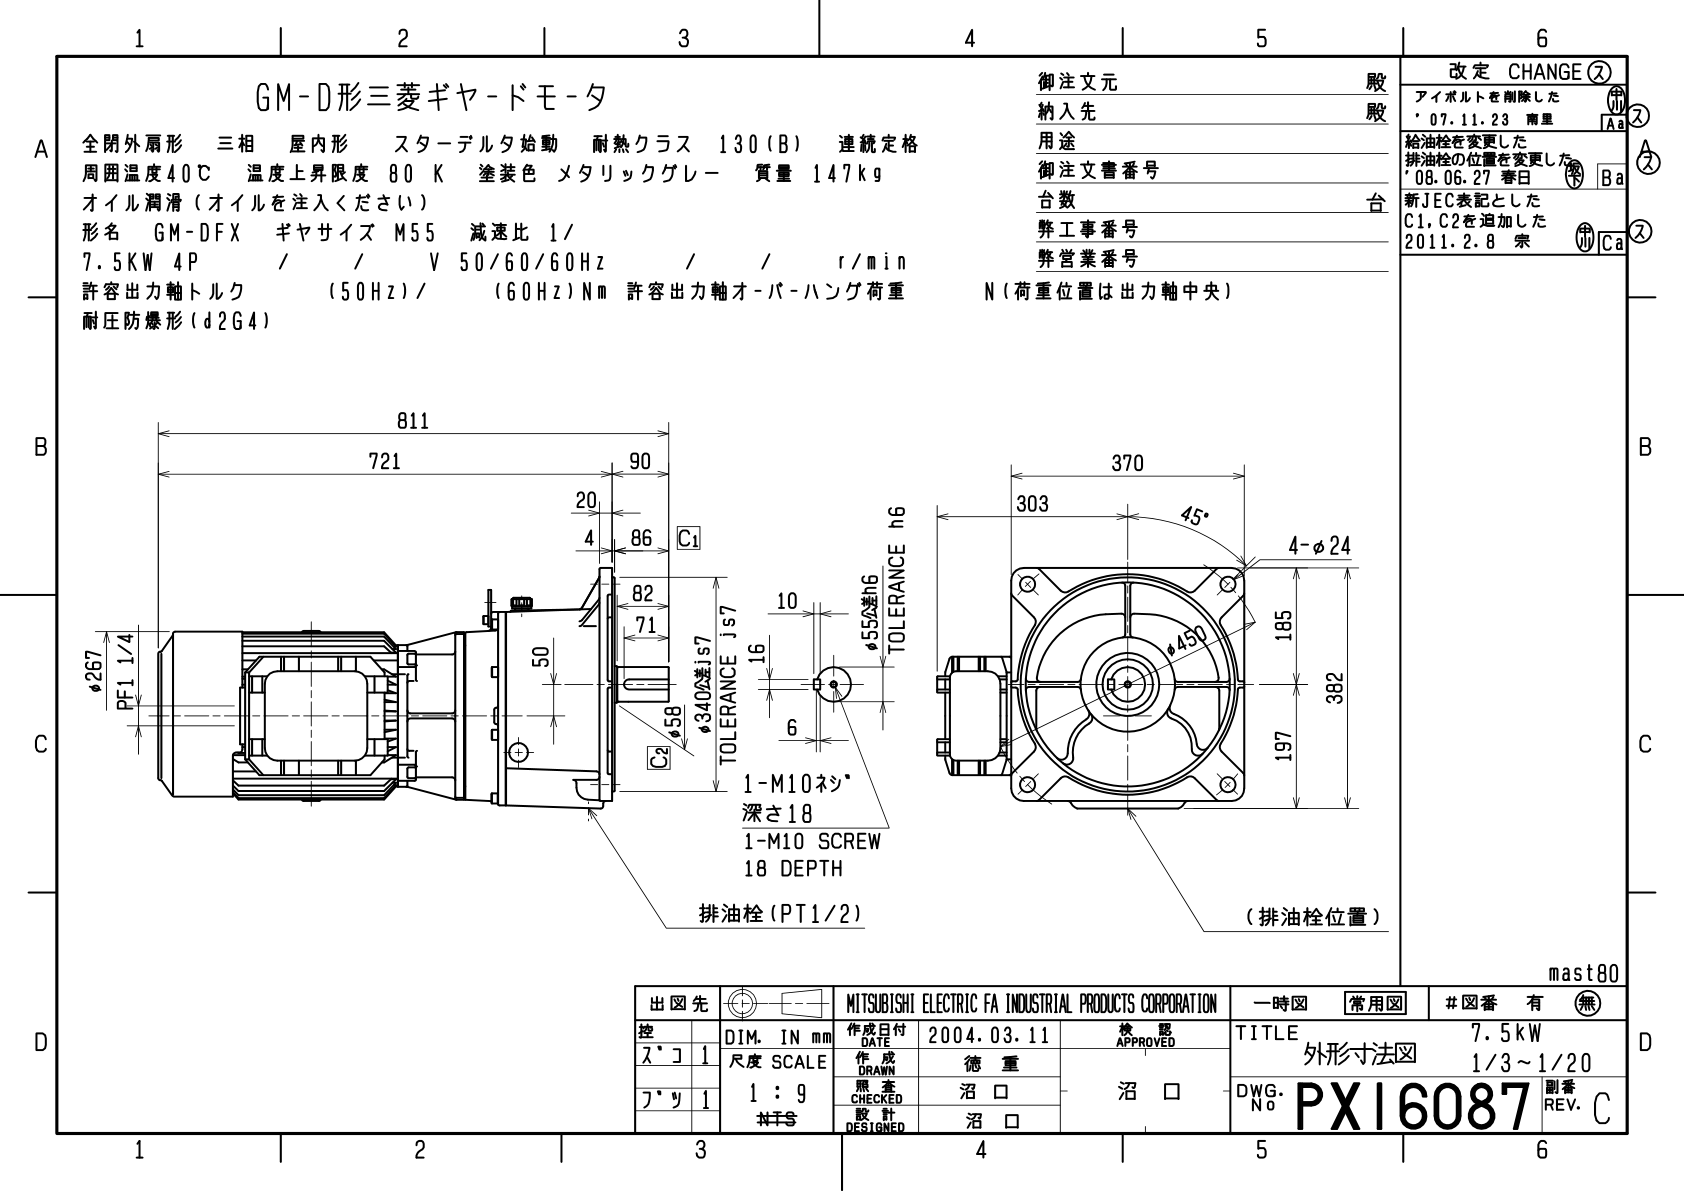 1 2 3 4 5 6
GM-D形三菱ギヤードモータ
全閉外扇形 三相 屋内形 スターデルタ始動 耐熱クラス 130(B) 連続定格
周囲温度40℃ 温度上昇限度 80 K 塗装色 メタリックグレー 質量 147kg
オイル潤滑(オイルを注入ください)
形名 GM-DFX ギヤサイズ M55 減速比 1/
7.5KW 4P / / V 50/60/60Hz / / r/min
許容出力軸トルク (50Hz)/ (60Hz)Nm 許容出力軸オーバーハング荷重 N(荷重位置は出力軸中央)
耐圧防爆形(d2G4)
御注文元 殿
納入先 殿
用途
御注文書番号
台数 台
弊工事番号
弊営業番号
改定 CHANGE ス
アイボルトを削除した
'07.11.23 南里 中川 Aa ス
給油栓を変更した
排油栓の位置を変更した
'08.06.27 春日 坂下 Ba ス
新JEC表記とした
C1,C2を追加した
2011.2.8 宗 中川 Ca ス
A A
B B
C C
D D
811
721 90
20
4 86 C1
82
71
50
φ267
PF1 1/4
φ58
C2
φ340公差js7
TOLERANCE js7
10
16
6
φ55公差h6
TOLERANCE h6
1-M10ネジ
深さ18
1-M10 SCREW
18 DEPTH
排油栓(PT1/2)
370
303
45°
4-φ24
φ450
185
197
382
(排油栓位置)
mast80
出図先
控
ズコ 1
ブツ 1
DIM. IN mm
尺度 SCALE
1 : 9
NTS
MITSUBISHI ELECTRIC FA INDUSTRIAL PRODUCTS CORPORATION
作成日付 DATE 2004.03.11
作成 DRAWN 徳重
照査 CHECKED 沼口
設計 DESIGNED 沼口
検認 APPROVED
沼口
一時図 常用図 #図番 有 無
TITLE 7.5kW
外形寸法図 1/3~1/20
DWG. No PX16087 副番 REV. C
1 2 3 4 5 6